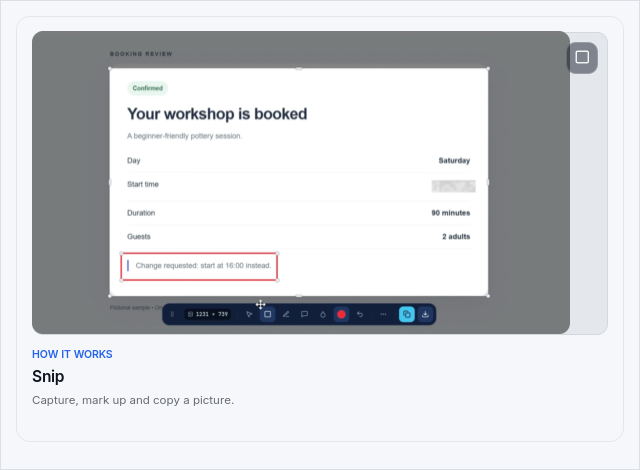 BOOKING REVIEW
Confirmed
Your workshop is booked
A beginner-friendly pottery session.
Day Saturday
Start time
Duration 90 minutes
Guests 2 adults
Change requested: start at 16:00 instead.
Fictional sample •
1231 × 739
HOW IT WORKS
Snip
Capture, mark up and copy a picture.